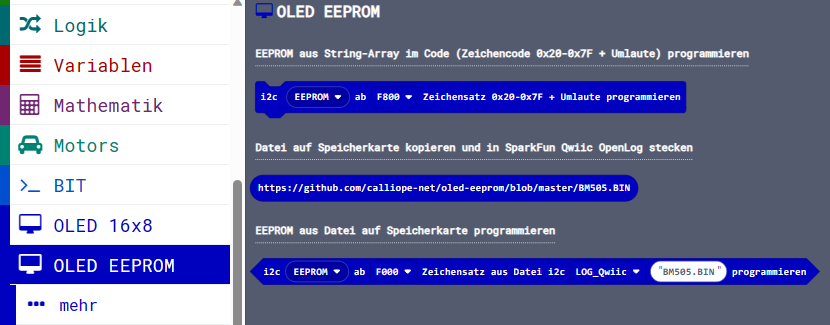 Logik
Variablen
Mathematik
Motors
BIT
OLED 16x8
OLED EEPROM
mehr
OLED EEPROM
EEPROM aus String-Array im Code (Zeichencode 0x20-0x7F + Umlaute) programmieren
i2c EEPROM ab F800 Zeichensatz 0x20-0x7F + Umlaute programmieren
Datei auf Speicherkarte kopieren und in SparkFun Qwiic OpenLog stecken
https://github.com/calliope-net/oled-eeprom/blob/master/BM505.BIN
EEPROM aus Datei auf Speicherkarte programmieren
i2c EEPROM ab F000 Zeichensatz aus Datei i2c LOG_Qwiic "BM505.BIN" programmieren